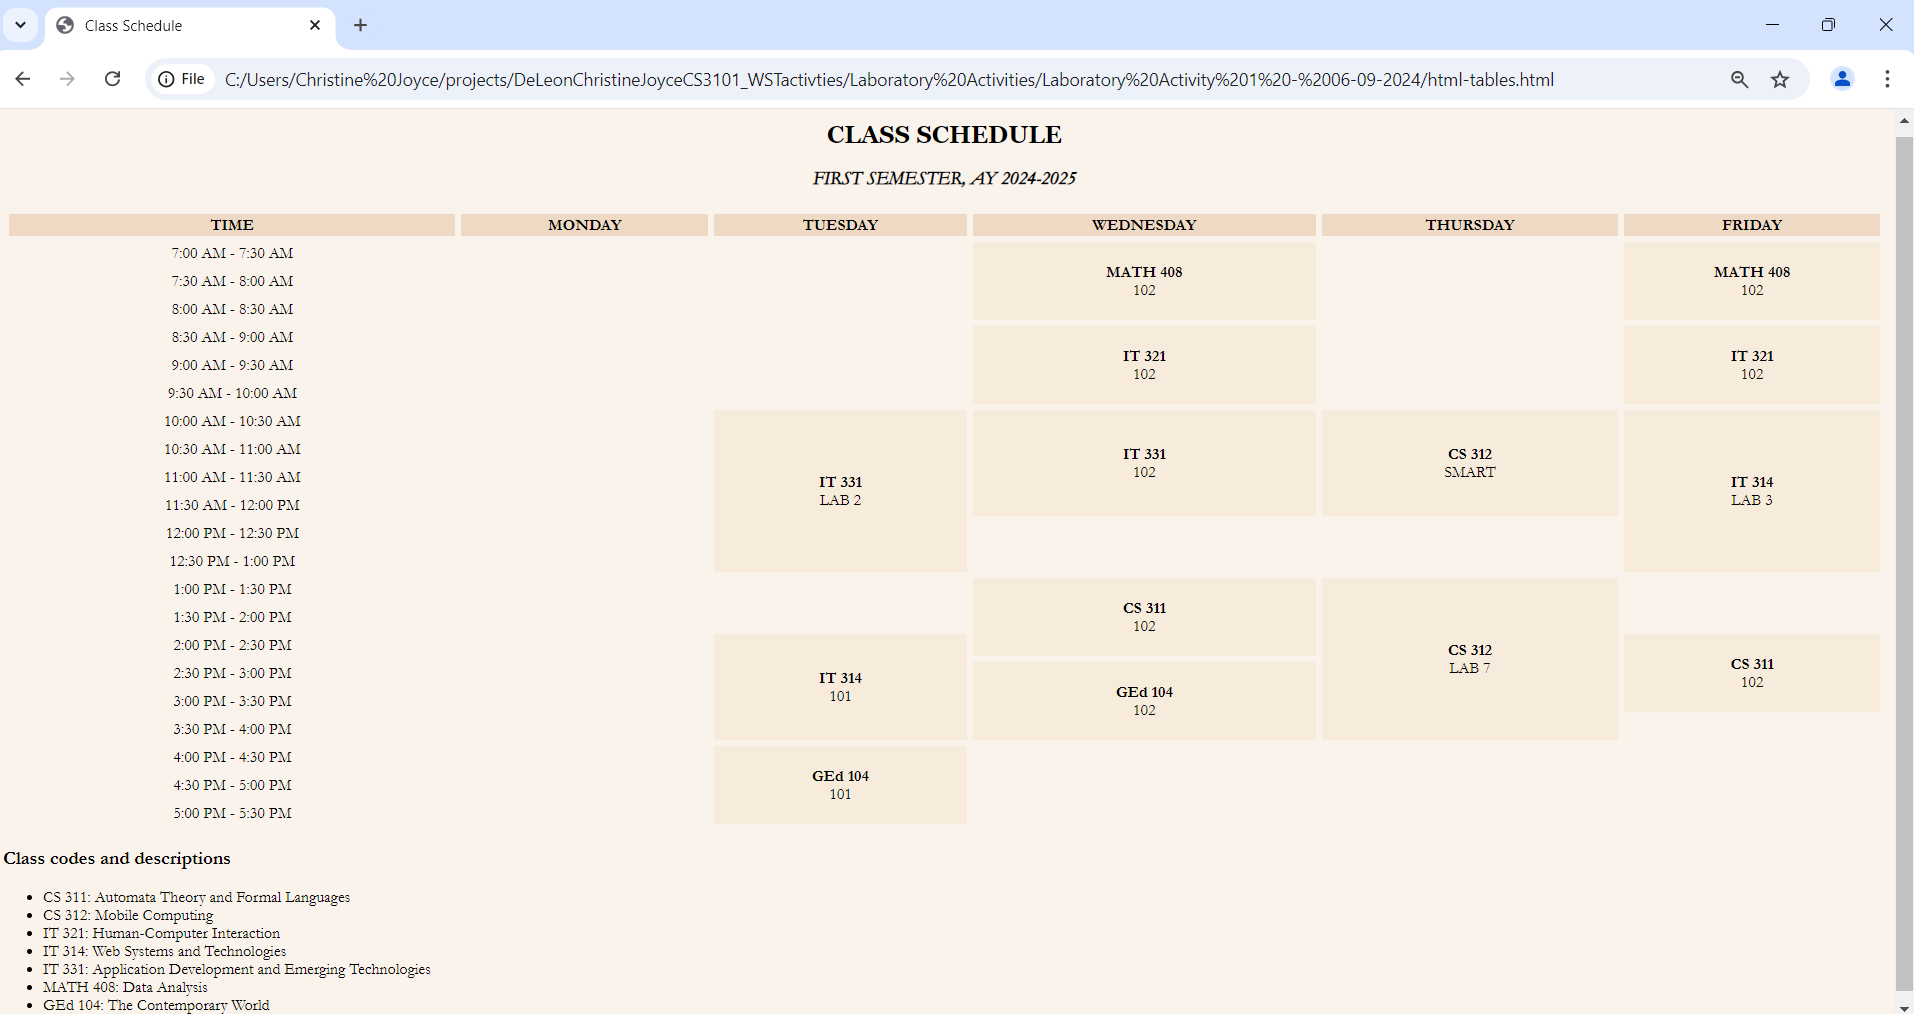 Class Schedule
File
C:/Users/Christine%20Joyce/projects/DeLeonChristineJoyceCS3101_WSTactivties/Laboratory%20Activities/Laboratory%20Activity%201%20-%2006-09-2024/html-tables.html
CLASS SCHEDULE
FIRST SEMESTER, AY 2024-2025
TIME MONDAY TUESDAY WEDNESDAY THURSDAY FRIDAY
7:00 AM - 7:30 AM
MATH 408 MATH 408
7:30 AM - 8:00 AM
102 102
8:00 AM - 8:30 AM
8:30 AM - 9:00 AM
IT 321 IT 321
9:00 AM - 9:30 AM
102 102
9:30 AM - 10:00 AM
10:00 AM - 10:30 AM
10:30 AM - 11:00 AM
IT 331 CS 312
102 SMART
11:00 AM - 11:30 AM
IT 331 IT 314
LAB 2 LAB 3
11:30 AM - 12:00 PM
12:00 PM - 12:30 PM
12:30 PM - 1:00 PM
1:00 PM - 1:30 PM
CS 311
1:30 PM - 2:00 PM
102
2:00 PM - 2:30 PM
CS 312
CS 311
LAB 7
2:30 PM - 3:00 PM
IT 314
102
GEd 104
101
3:00 PM - 3:30 PM
102
3:30 PM - 4:00 PM
4:00 PM - 4:30 PM
GEd 104
4:30 PM - 5:00 PM
101
5:00 PM - 5:30 PM
Class codes and descriptions
• CS 311: Automata Theory and Formal Languages
• CS 312: Mobile Computing
• IT 321: Human-Computer Interaction
• IT 314: Web Systems and Technologies
• IT 331: Application Development and Emerging Technologies
• MATH 408: Data Analysis
• GEd 104: The Contemporary World